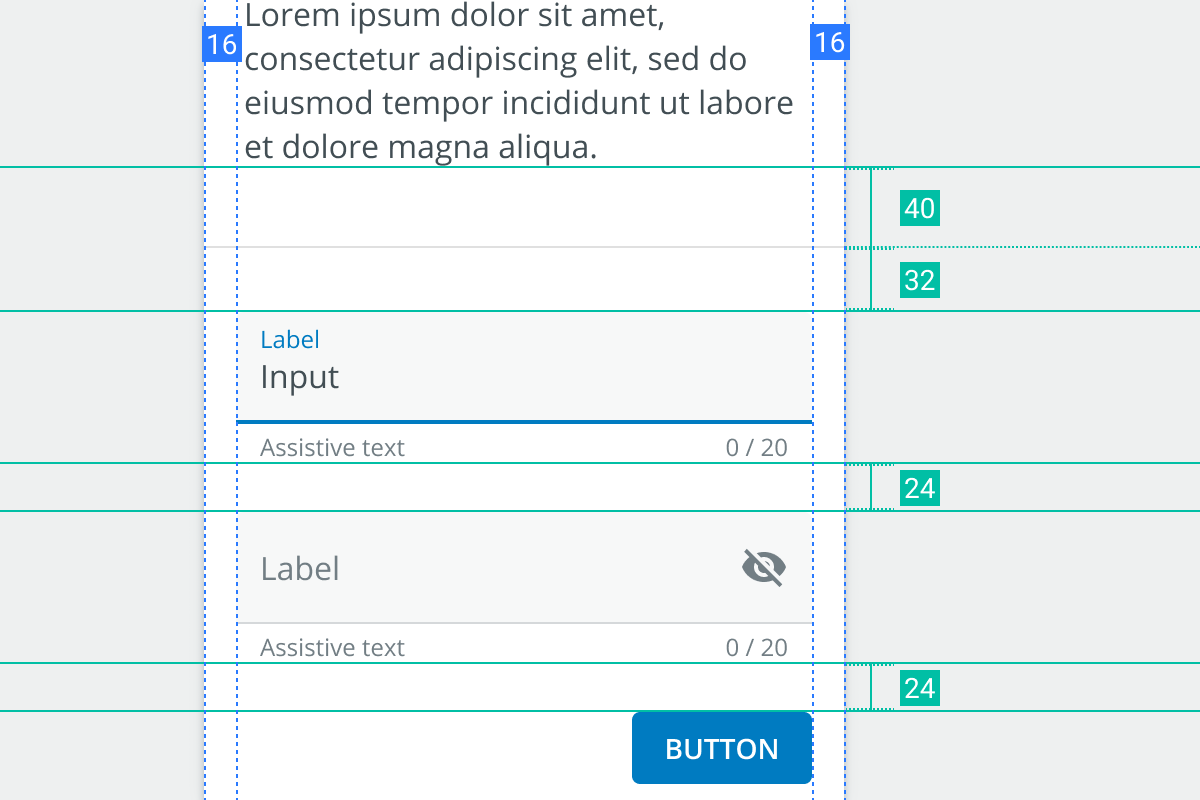 Lorem ipsum dolor sit amet,
16
16
consectetur adipiscing elit, sed do
eiusmod tempor incididunt ut labore
et dolore magna aliqua.
40
32
Label
Input
Assistive text 0 / 20
24
Label
Assistive text 0 / 20
24
BUTTON